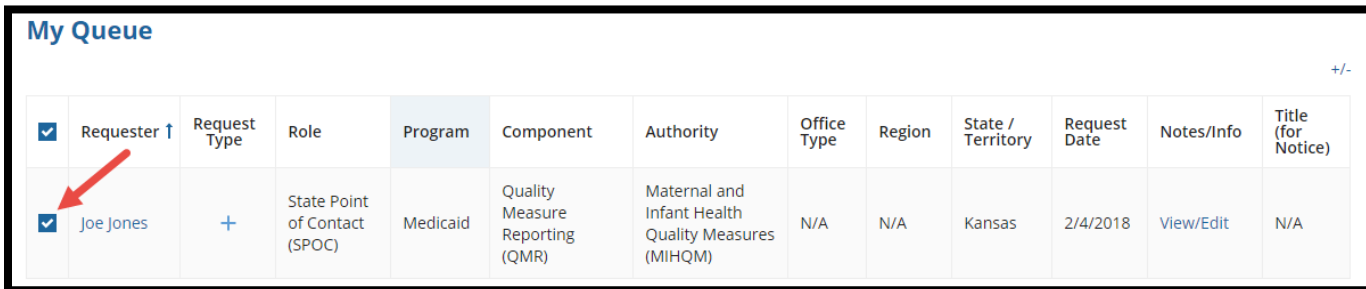 My Queue
+/-
Requester ↑
Request
Type
Role
Program
Component
Authority
Office
Type
Region
State /
Territory
Request
Date
Notes/Info
Title
(for
Notice)
Joe Jones
+
State Point
of Contact
(SPOC)
Medicaid
Quality
Measure
Reporting
(QMR)
Maternal and
Infant Health
Quality Measures
(MIHQM)
N/A
N/A
Kansas
2/4/2018
View/Edit
N/A